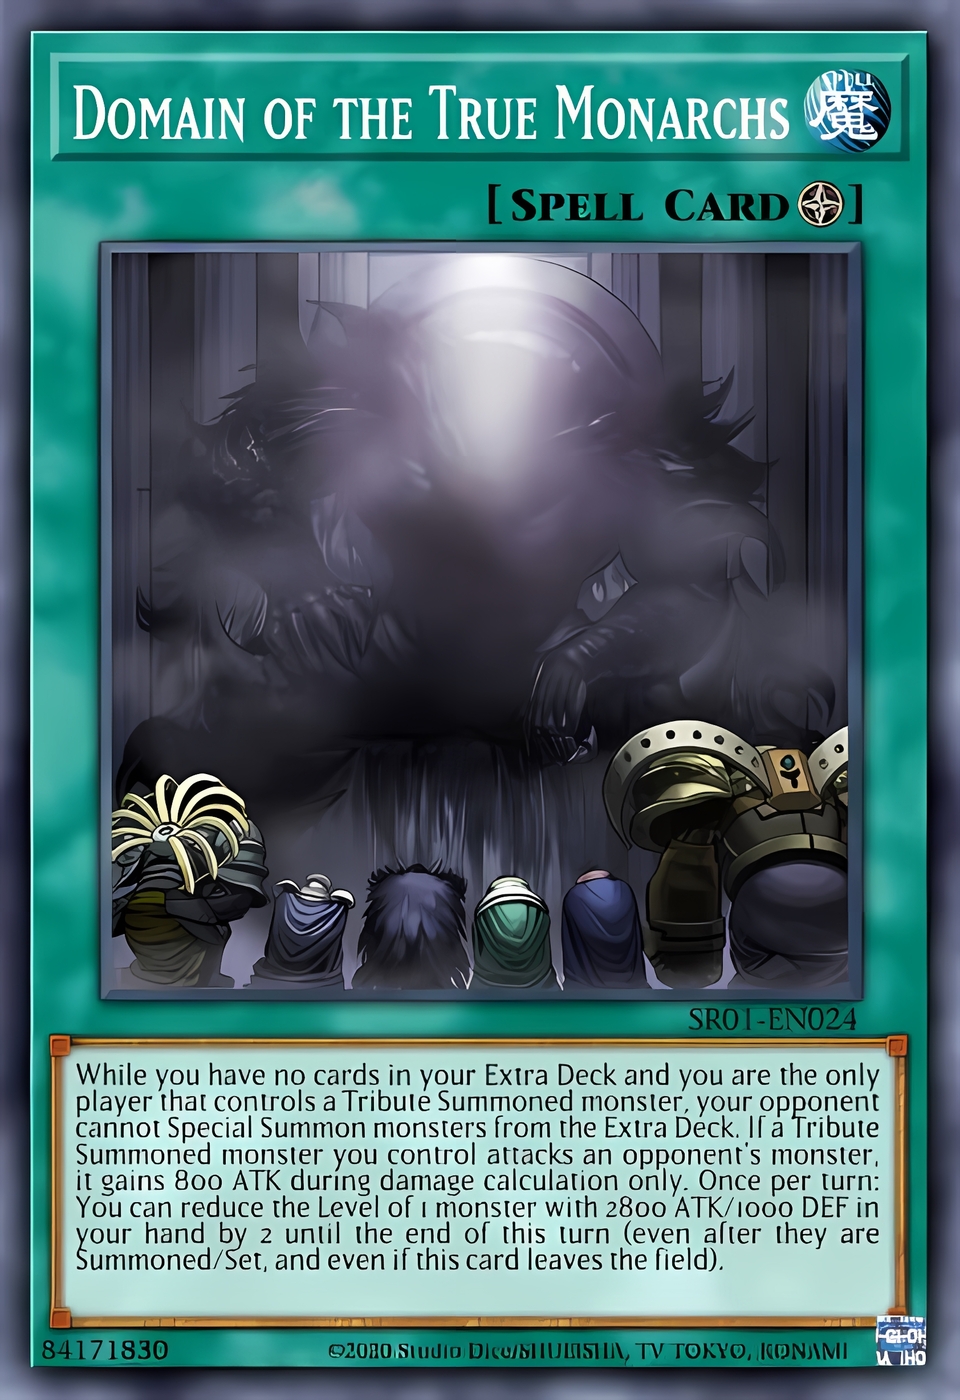 DOMAIN OF THE TRUE MONARCHS
魔
[SPELL CARD]
SR01-EN024
While you have no cards in your Extra Deck and you are the only
player that controls a Tribute Summoned monster, your opponent
cannot Special Summon monsters from the Extra Deck. If a Tribute
Summoned monster you control attacks an opponent's monster,
it gains 800 ATK during damage calculation only. Once per turn:
You can reduce the Level of 1 monster with 2800 ATK/1000 DEF in
your hand by 2 until the end of this turn (even after they are
Summoned/Set, and even if this card leaves the field).
84171830
Studio TV TOKYO, KONAMI